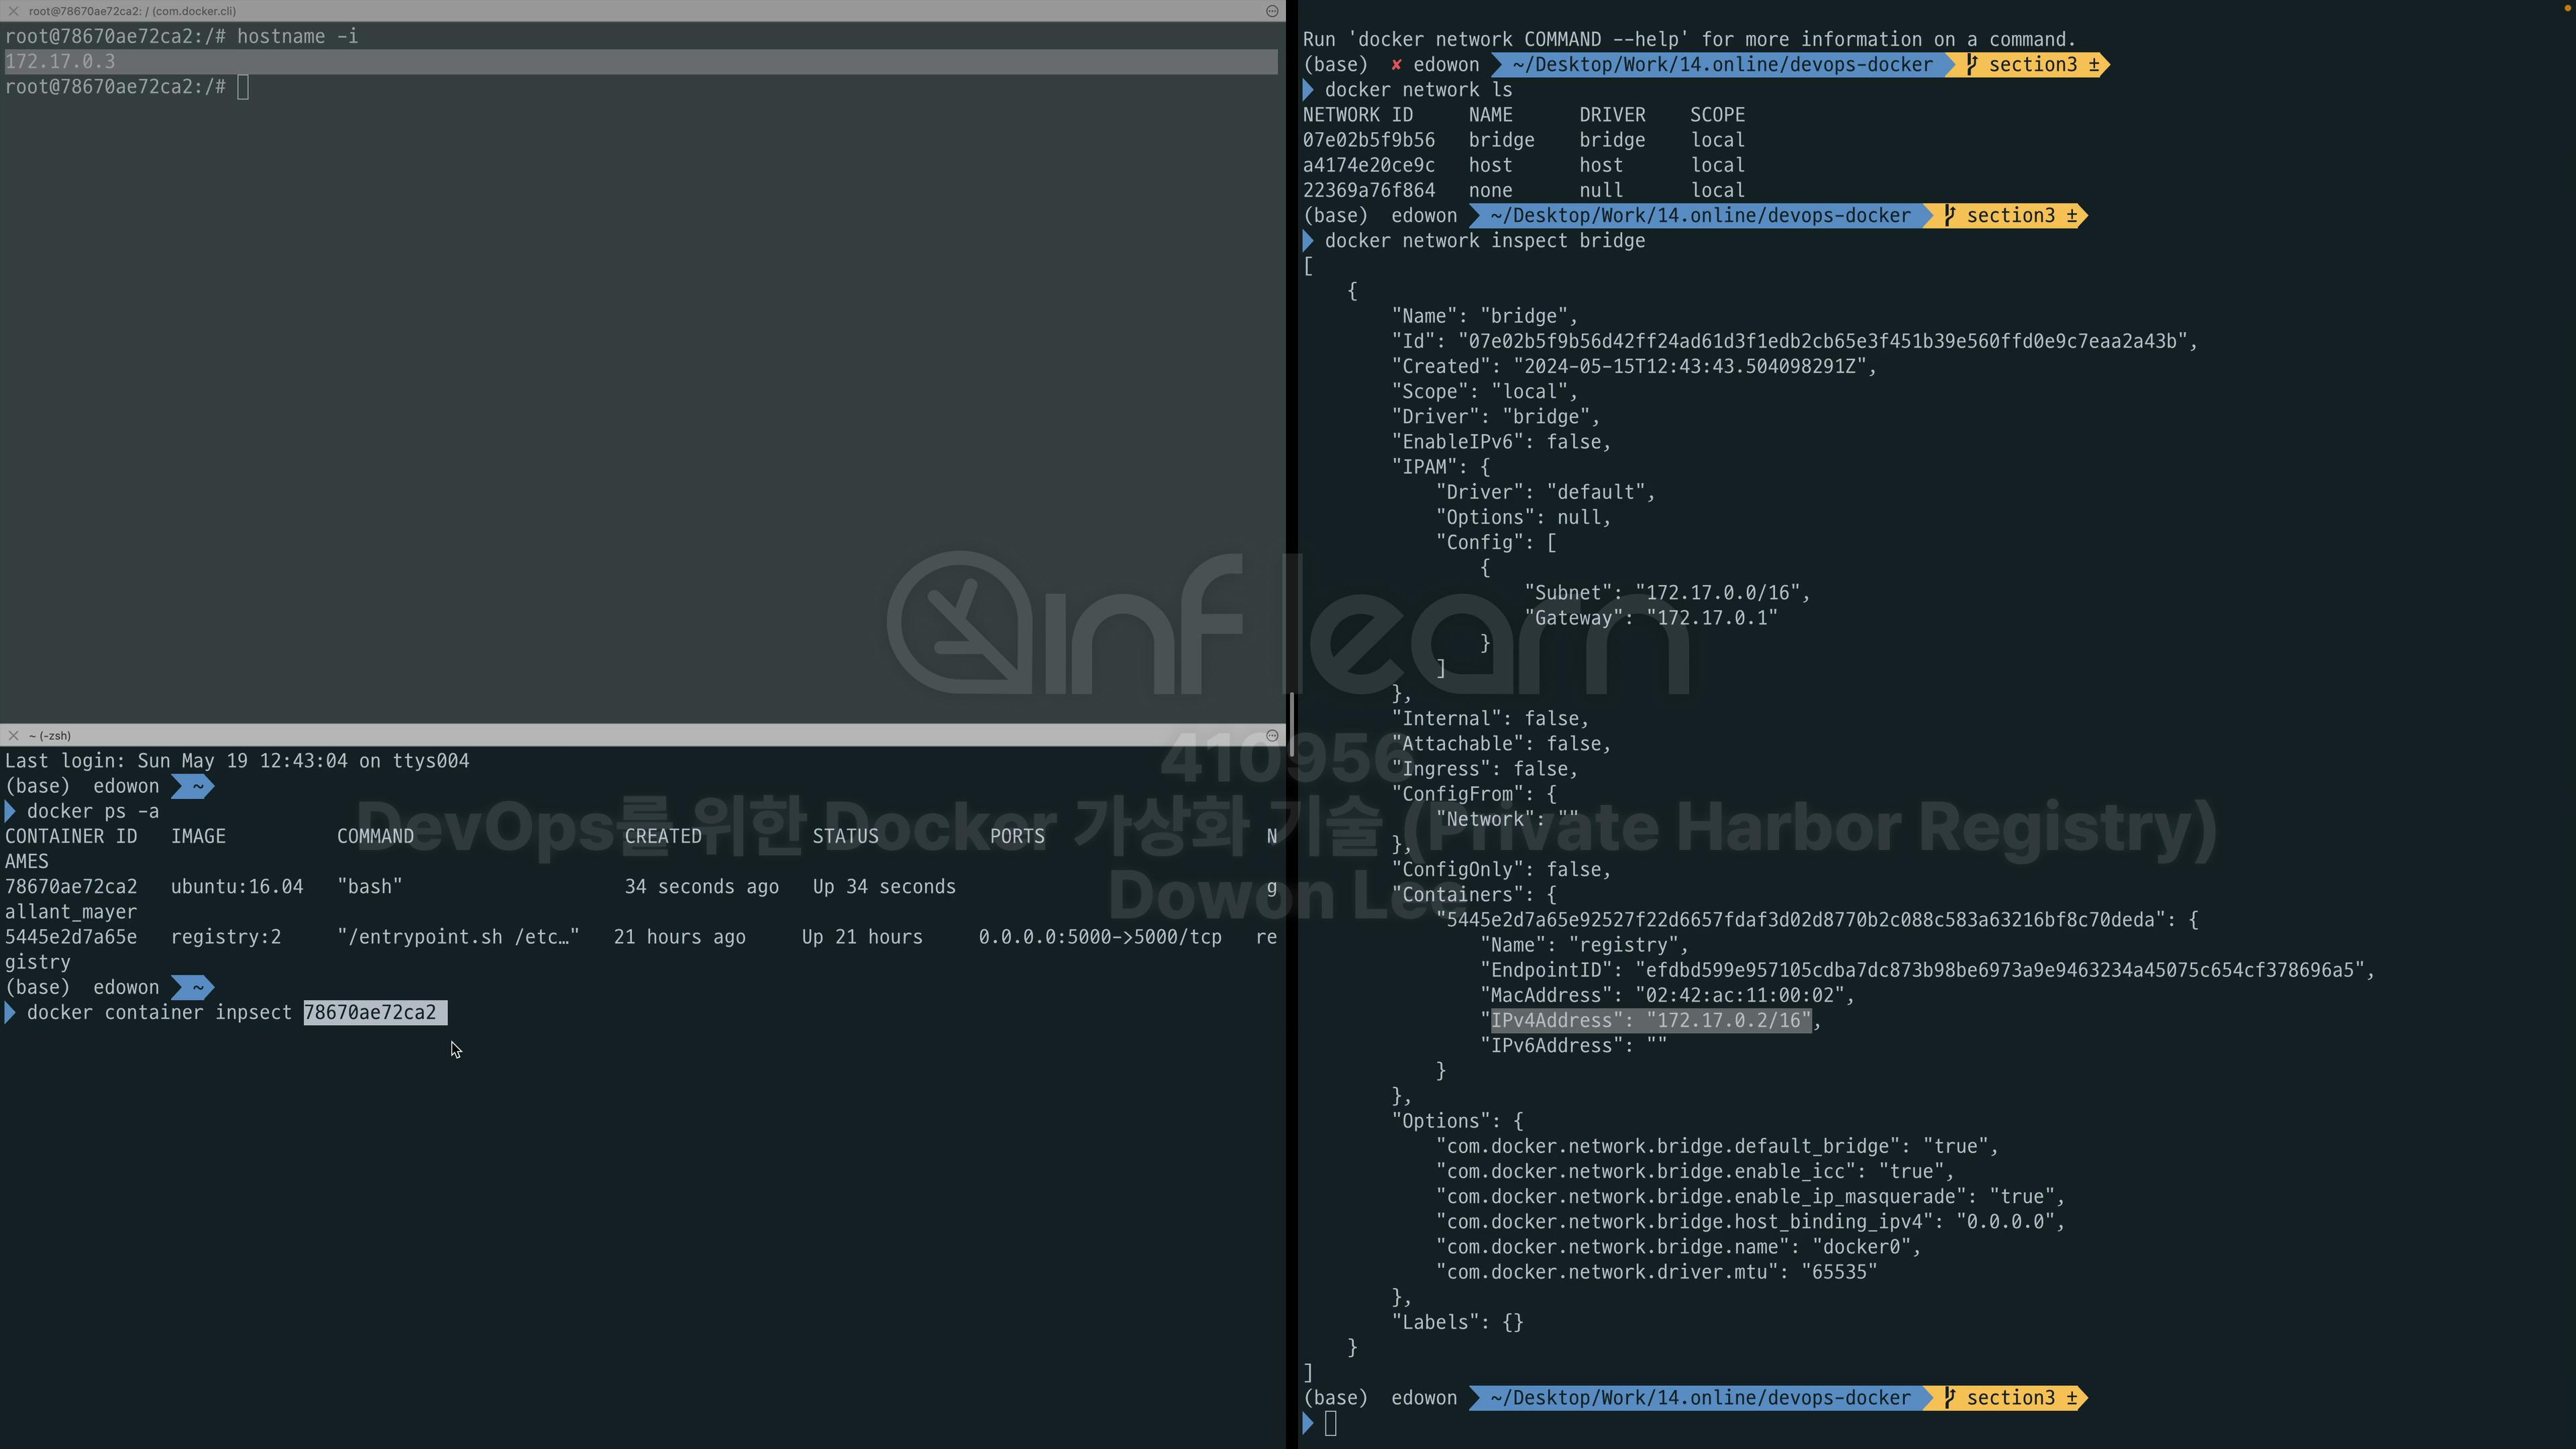 root@78670ae72ca2: / (com.docker.cli)
root@78670ae72ca2:/# hostname -i
172.17.0.3
root@78670ae72ca2:/#
~ (-zsh)
Last login: Sun May 19 12:43:04 on ttys004
(base) edowon ~
docker ps -a
CONTAINER ID IMAGE COMMAND CREATED STATUS PORTS N
AMES
78670ae72ca2 ubuntu:16.04 "bash" 34 seconds ago Up 34 seconds g
allant_mayer
5445e2d7a65e registry:2 "/entrypoint.sh /etc…" 21 hours ago Up 21 hours 0.0.0.0:5000->5000/tcp re
gistry
(base) edowon ~
docker container inpsect 78670ae72ca2
Run 'docker network COMMAND --help' for more information on a command.
(base) ✘ edowon ~/Desktop/Work/14.online/devops-docker section3 ±
docker network ls
NETWORK ID NAME DRIVER SCOPE
07e02b5f9b56 bridge bridge local
a4174e20ce9c host host local
22369a76f864 none null local
(base) edowon ~/Desktop/Work/14.online/devops-docker section3 ±
docker network inspect bridge
[
{
"Name": "bridge",
"Id": "07e02b5f9b56d42ff24ad61d3f1edb2cb65e3f451b39e560ffd0e9c7eaa2a43b",
"Created": "2024-05-15T12:43:43.504098291Z",
"Scope": "local",
"Driver": "bridge",
"EnableIPv6": false,
"IPAM": {
"Driver": "default",
"Options": null,
"Config": [
{
"Subnet": "172.17.0.0/16",
"Gateway": "172.17.0.1"
}
]
},
"Internal": false,
"Attachable": false,
"Ingress": false,
"ConfigFrom": {
"Network": ""
},
"ConfigOnly": false,
"Containers": {
"5445e2d7a65e92527f22d6657fdaf3d02d8770b2c088c583a63216bf8c70deda": {
"Name": "registry",
"EndpointID": "efdbd599e957105cdba7dc873b98be6973a9e9463234a45075c654cf378696a5",
"MacAddress": "02:42:ac:11:00:02",
"IPv4Address": "172.17.0.2/16",
"IPv6Address": ""
}
},
"Options": {
"com.docker.network.bridge.default_bridge": "true",
"com.docker.network.bridge.enable_icc": "true",
"com.docker.network.bridge.enable_ip_masquerade": "true",
"com.docker.network.bridge.host_binding_ipv4": "0.0.0.0",
"com.docker.network.bridge.name": "docker0",
"com.docker.network.driver.mtu": "65535"
},
"Labels": {}
}
]
(base) edowon ~/Desktop/Work/14.online/devops-docker section3 ±
inflearn
410956
DevOps를 위한 Docker 가상화 기술 (Private Harbor Registry)
Dowon Lee